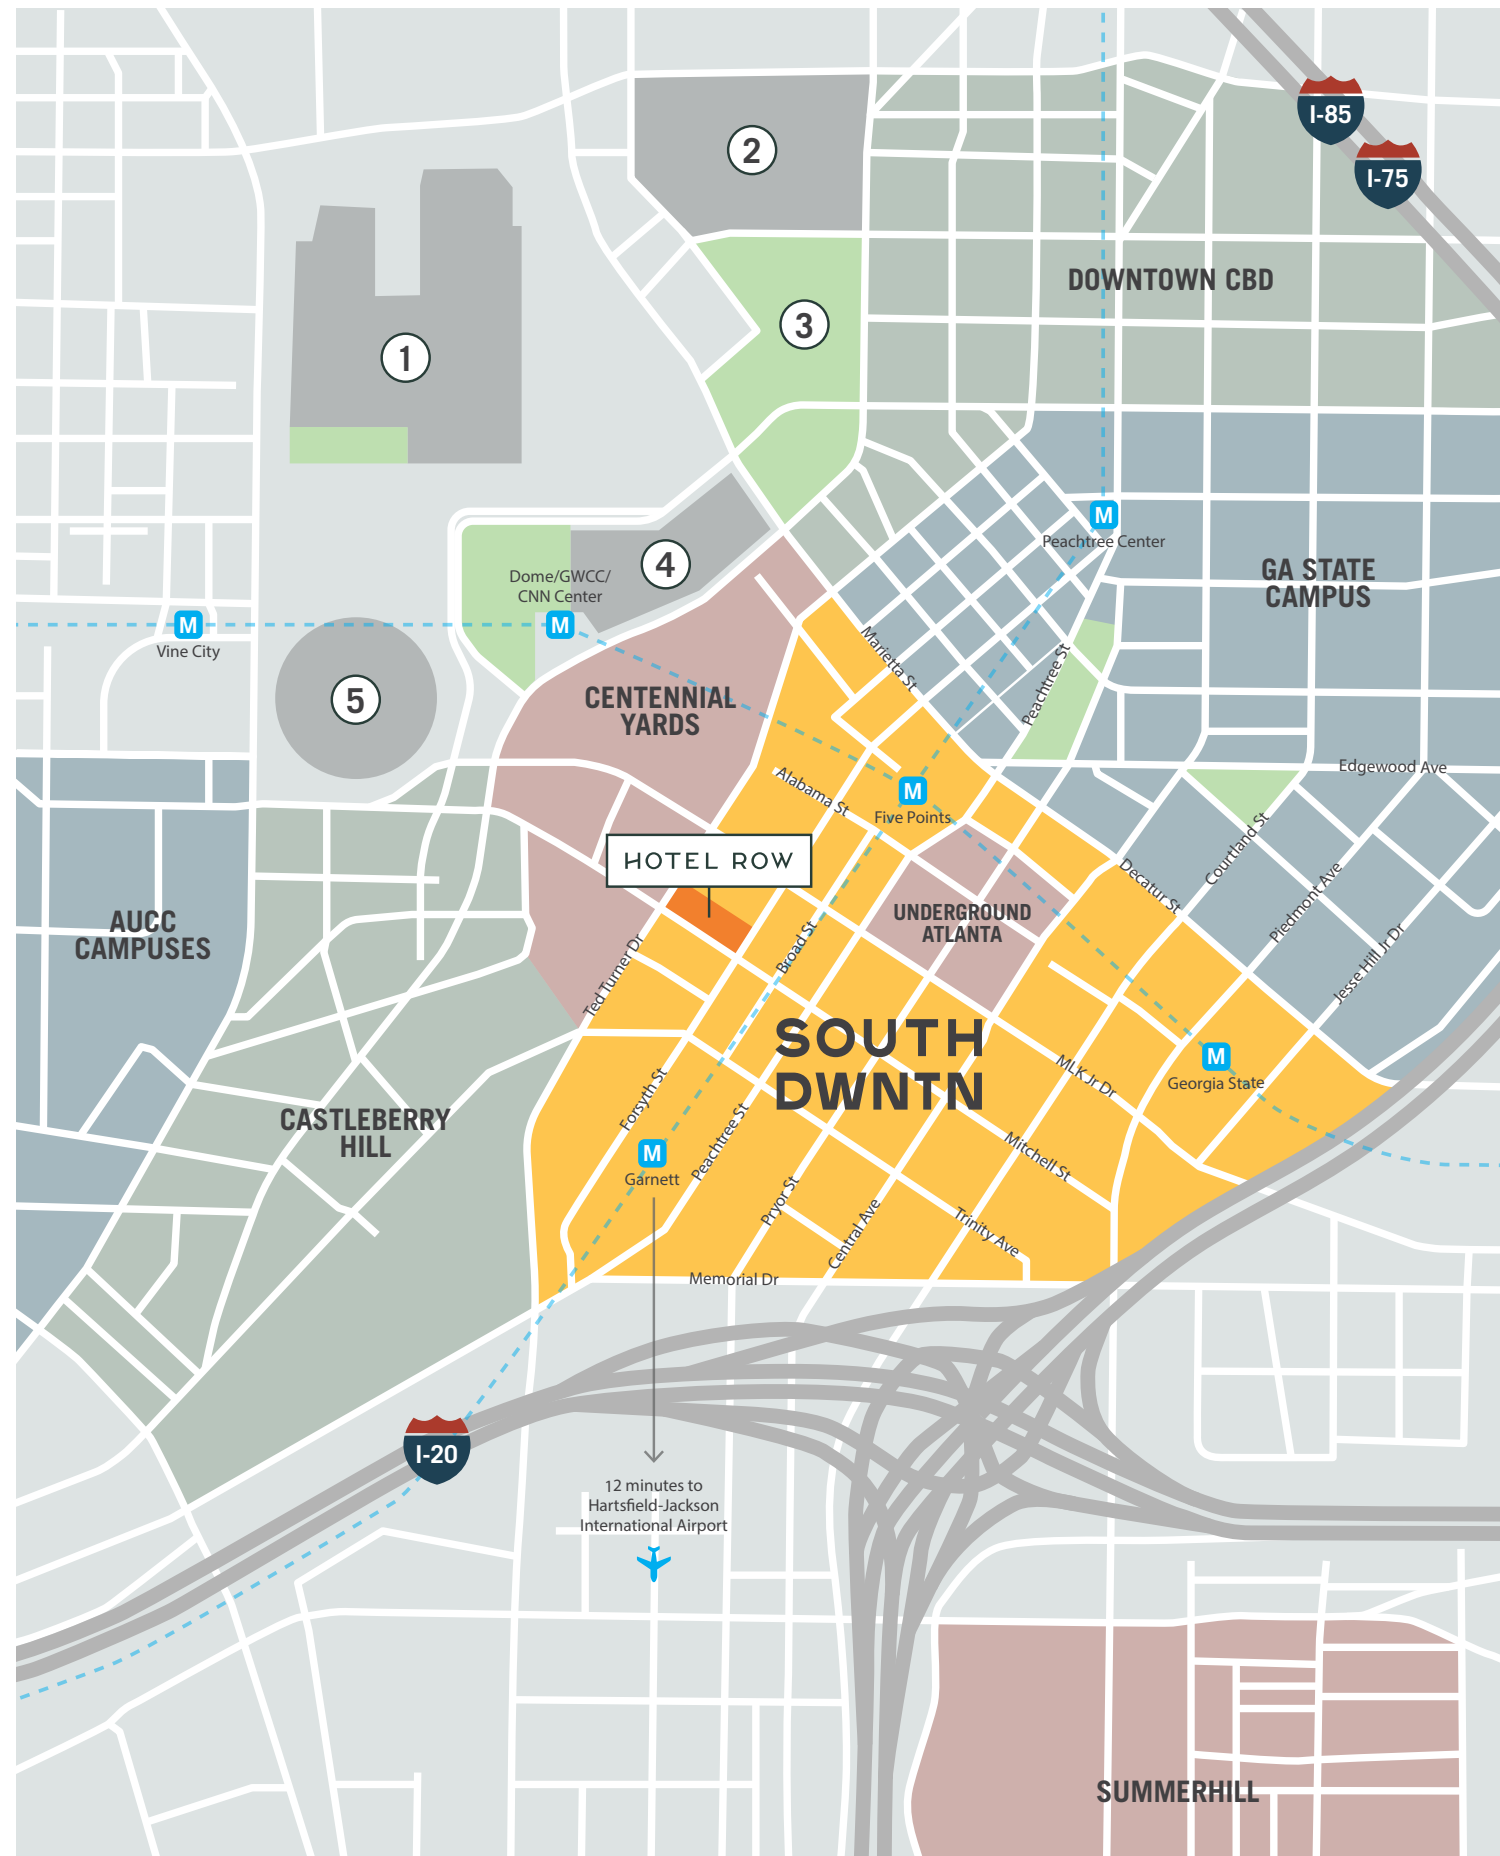 I-85
2
I-75
DOWNTOWN CBD
3
1
M
Peachtree Center
4
GA STATE
CAMPUS
Dome/GWCC/
CNN Center
M
M
Vine City
Marietta St
Peachtree St
5
CENTENNIAL
YARDS
Edgewood Ave
Alabama St
M
Five Points
Courtland St
HOTEL ROW
Decatur St
Piedmont Ave
UNDERGROUND
ATLANTA
AUCC
CAMPUSES
Broad St
Ted Turner Dr
Jesse Hill Jr Dr
SOUTH
DWNTN
M
Georgia State
MLK Jr Dr
Forsyth St
CASTLEBERRY
HILL
Peachtree St
Mitchell St
M
Garnett
Pryor St
Central Ave
Trinity Ave
Memorial Dr
I-20
12 minutes to
Hartsfield-Jackson
International Airport
SUMMERHILL